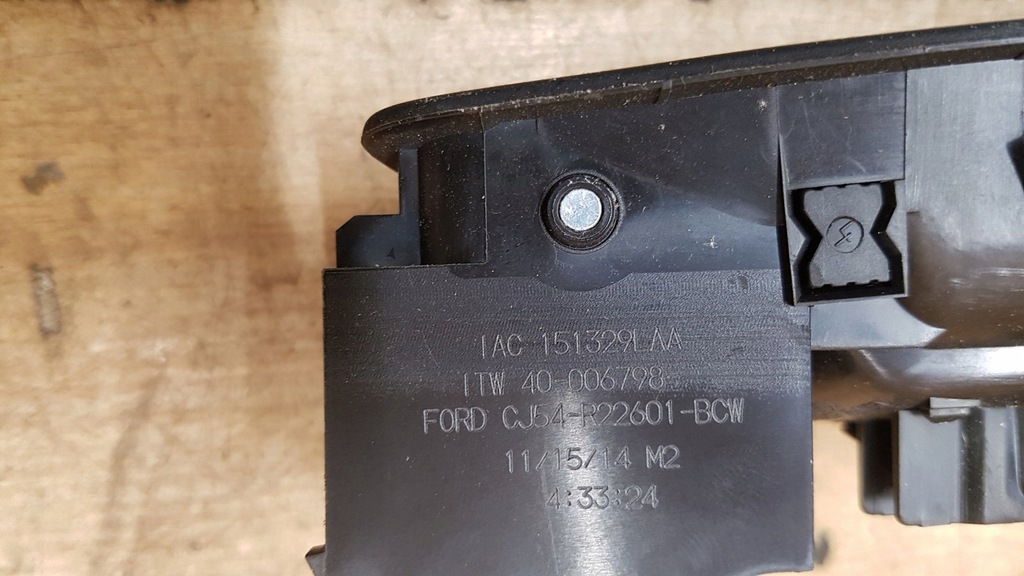 IAC 151329LAA
ITW 40-006798
FORD CJ54-R22601-BCW
11/15/14 M2
4:33:24